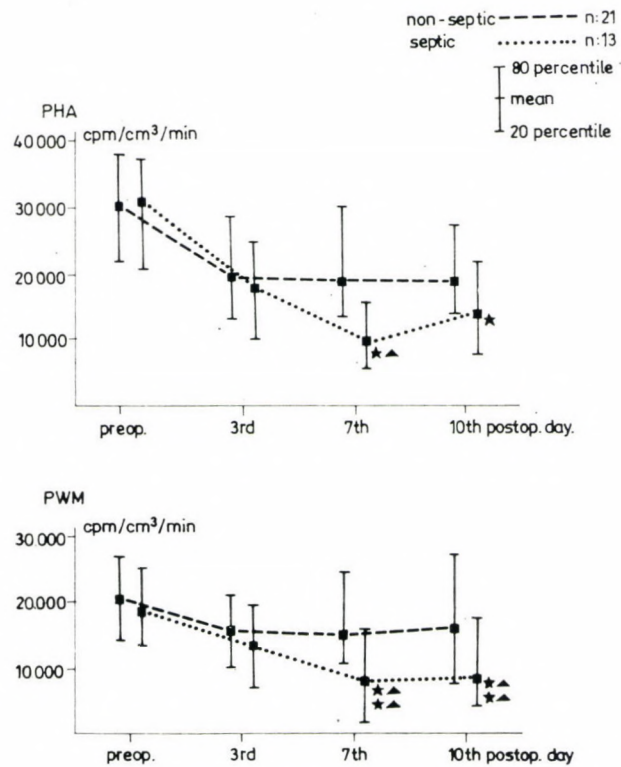 non-septic n:21
septic n:13
80 percentile
mean
20 percentile
PHA
cpm/cm³/min
40 000
30 000
20 000
10 000
preop. 3rd 7th 10th postop. day.
PWM
cpm/cm³/min
30 000
20 000
10 000
preop. 3rd 7th 10th postop. day